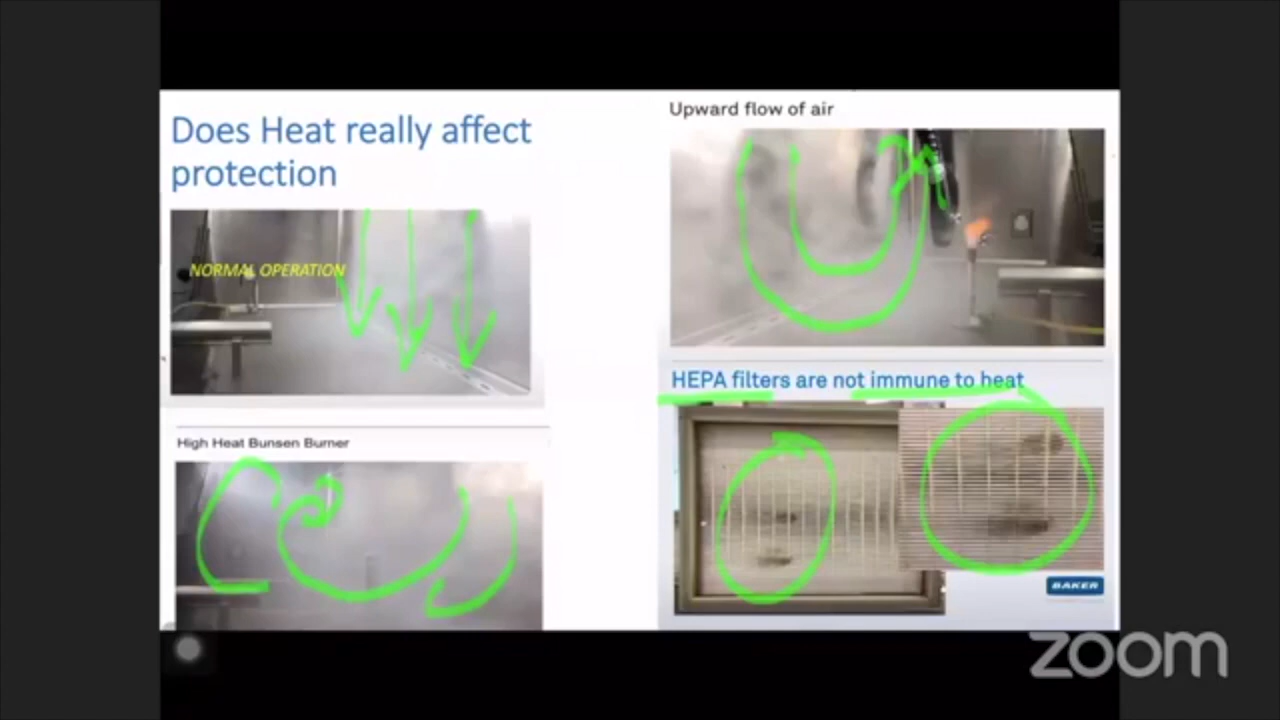 Does Heat really affect
protection
NORMAL OPERATION
High Heat Bunsen Burner
Upward flow of air
HEPA filters are not immune to heat
BAKER
zoom